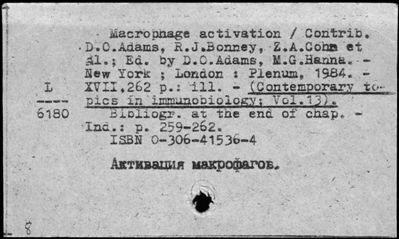 Macrophage activation / Contrib.
D.O.Adams, R.J.Bonney, Z.A.Cohn et
al.; Ed. by D.O.Adams, M.G.Hanna. -
New York ; London : Plenum, 1984. -
L XVII,262 p.: ill. - (Contemporary to-
---- pics in immunobiology; Vol.13).
6180 Bibliogr. at the end of chap. -
Ind.: p. 259-262.
ISBN 0-306-41536-4
Активация макрофагов.